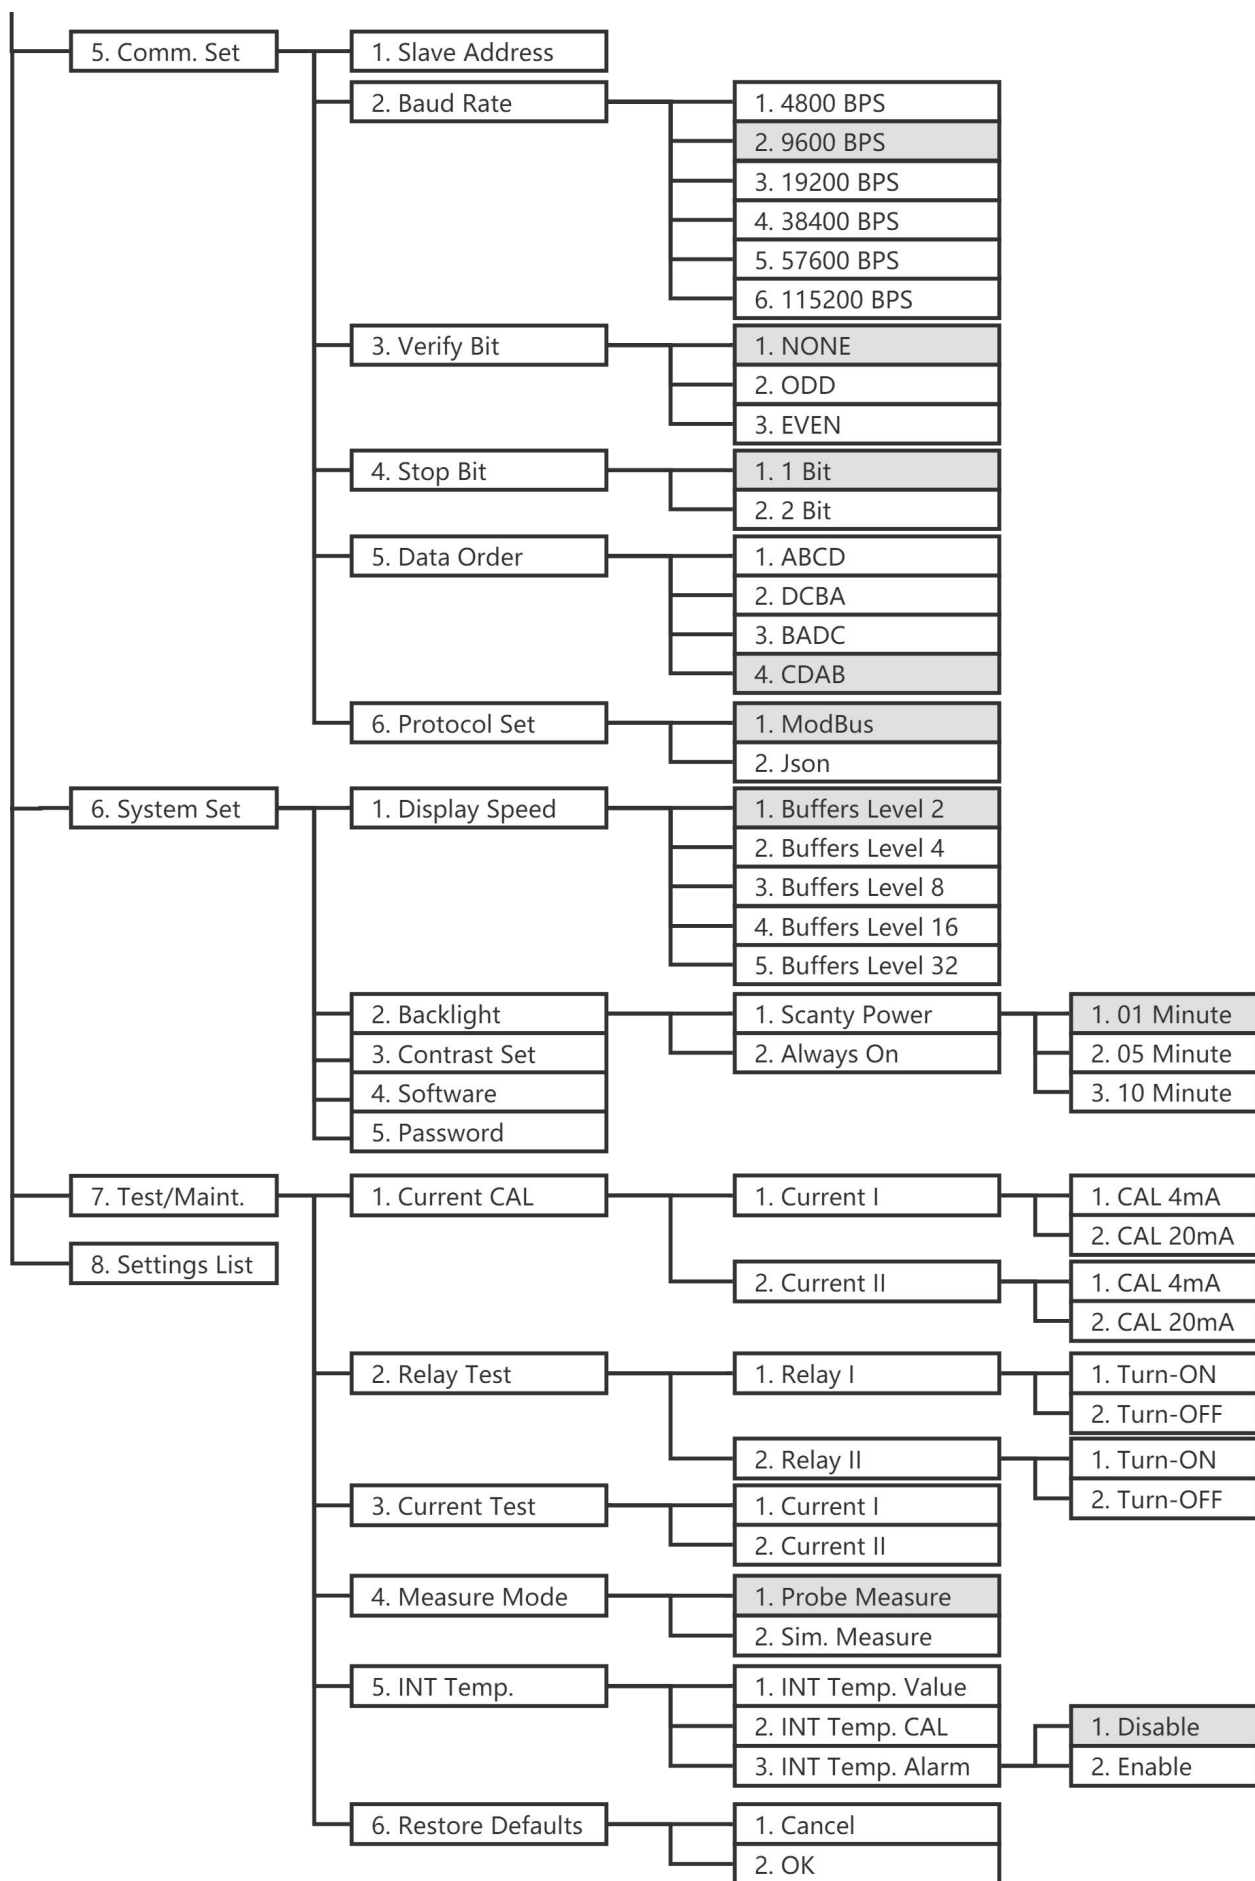 5. Comm. Set
1. Slave Address
2. Baud Rate
1. 4800 BPS
2. 9600 BPS
3. 19200 BPS
4. 38400 BPS
5. 57600 BPS
6. 115200 BPS
3. Verify Bit
1. NONE
2. ODD
3. EVEN
4. Stop Bit
1. 1 Bit
2. 2 Bit
5. Data Order
1. ABCD
2. DCBA
3. BADC
4. CDAB
6. Protocol Set
1. ModBus
2. Json
6. System Set
1. Display Speed
1. Buffers Level 2
2. Buffers Level 4
3. Buffers Level 8
4. Buffers Level 16
5. Buffers Level 32
2. Backlight
1. Scanty Power
1. 01 Minute
2. 05 Minute
3. 10 Minute
2. Always On
3. Contrast Set
4. Software
5. Password
7. Test/Maint.
1. Current CAL
1. Current I
1. CAL 4mA
2. CAL 20mA
2. Current II
1. CAL 4mA
2. CAL 20mA
2. Relay Test
1. Relay I
1. Turn-ON
2. Turn-OFF
2. Relay II
1. Turn-ON
2. Turn-OFF
3. Current Test
1. Current I
2. Current II
4. Measure Mode
1. Probe Measure
2. Sim. Measure
5. INT Temp.
1. INT Temp. Value
2. INT Temp. CAL
3. INT Temp. Alarm
1. Disable
2. Enable
6. Restore Defaults
1. Cancel
2. OK
8. Settings List